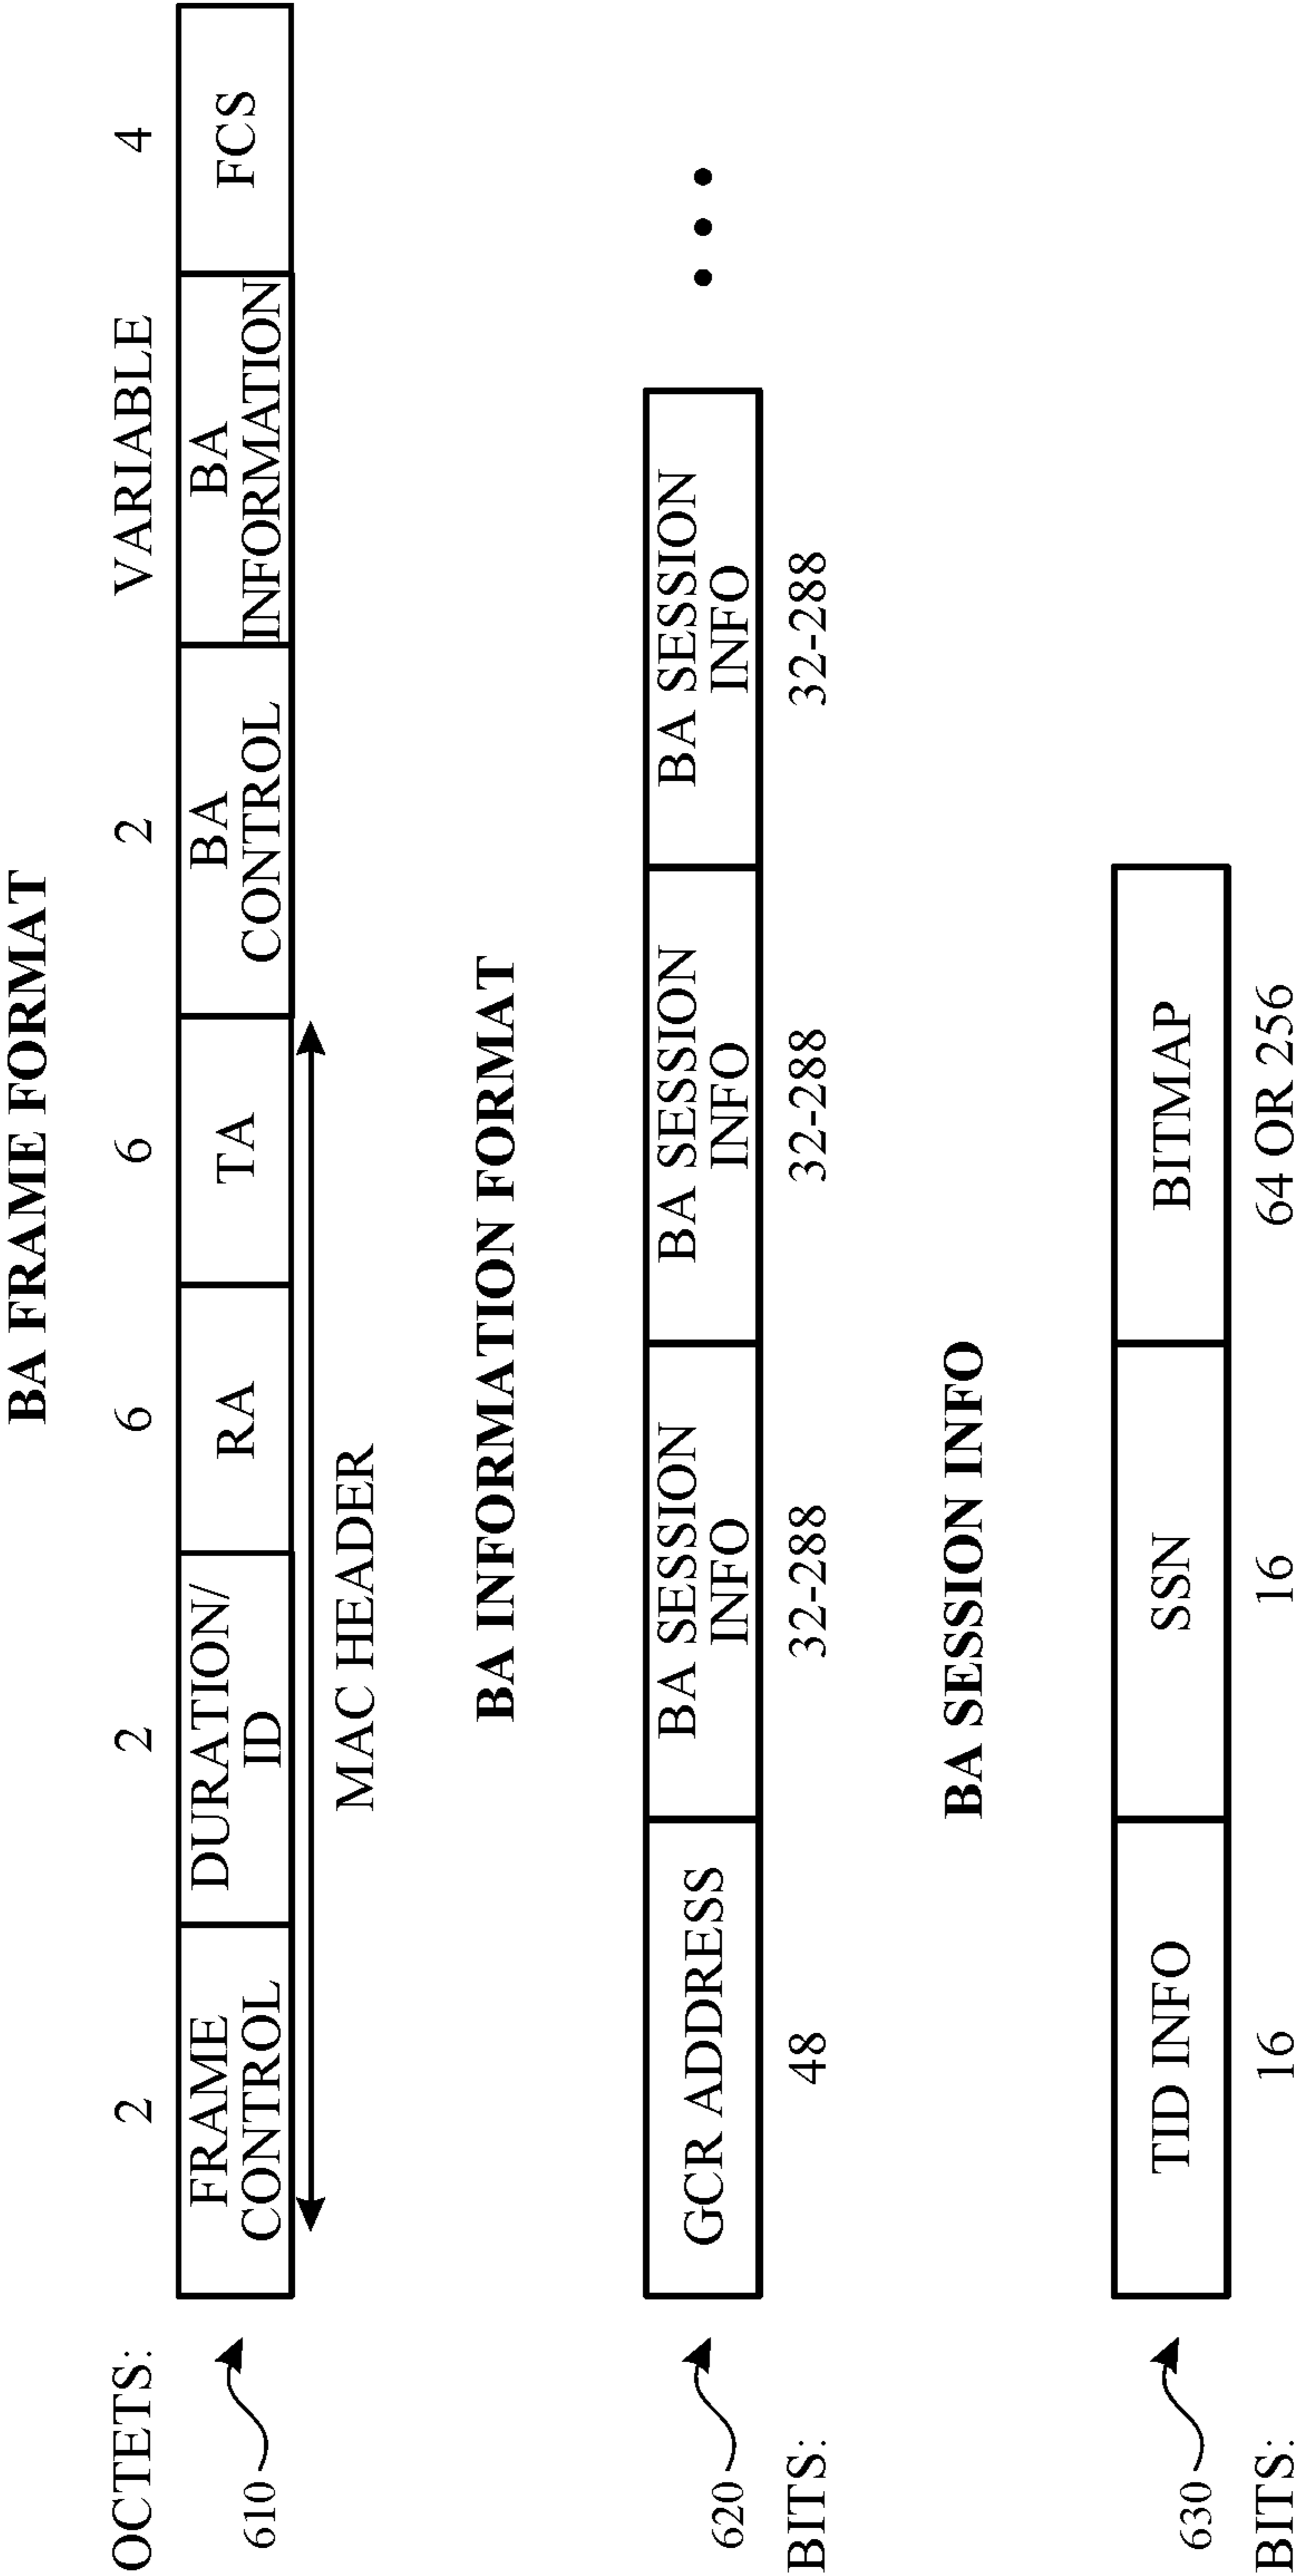 BA FRAME FORMAT
OCTETS: 2 2 6 6 2 VARIABLE 4
610
FRAME CONTROL
DURATION/ ID
RA
TA
BA CONTROL
BA INFORMATION
FCS
MAC HEADER
BA INFORMATION FORMAT
620
GCR ADDRESS
BA SESSION INFO
BA SESSION INFO
BA SESSION INFO
BITS: 48 32-288 32-288 32-288
BA SESSION INFO
630
TID INFO
SSN
BITMAP
BITS: 16 16 64 OR 256